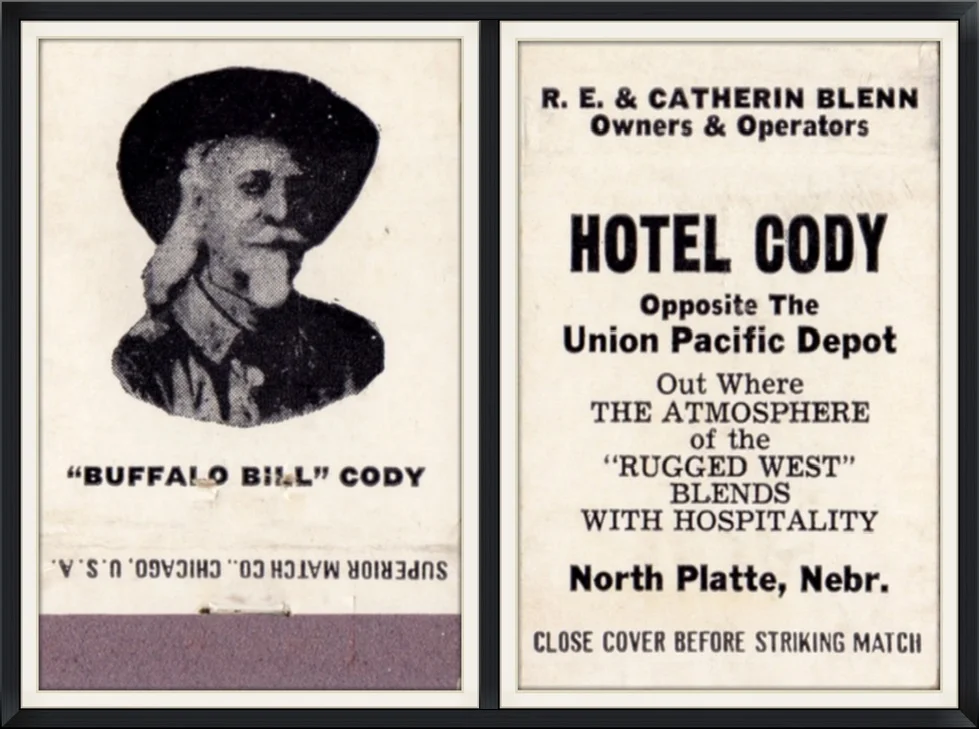 “BUFFALO BILL” CODY
SUPERIOR MATCH CO., CHICAGO, U.S.A.
R. E. & CATHERIN BLENN
Owners & Operators
HOTEL CODY
Opposite The
Union Pacific Depot
Out Where
THE ATMOSPHERE
of the
“RUGGED WEST”
BLENDS
WITH HOSPITALITY
North Platte, Nebr.
CLOSE COVER BEFORE STRIKING MATCH